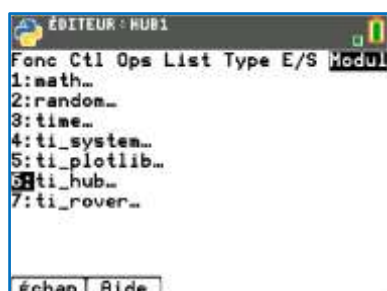 ÉDITEUR : HUB1
Fonc Ctl Ops List Type E/S Modul
1:math…
2:random…
3:time…
4:ti_system…
5:ti_plotlib…
6:ti_hub…
7:ti_rover…
Échap Aide